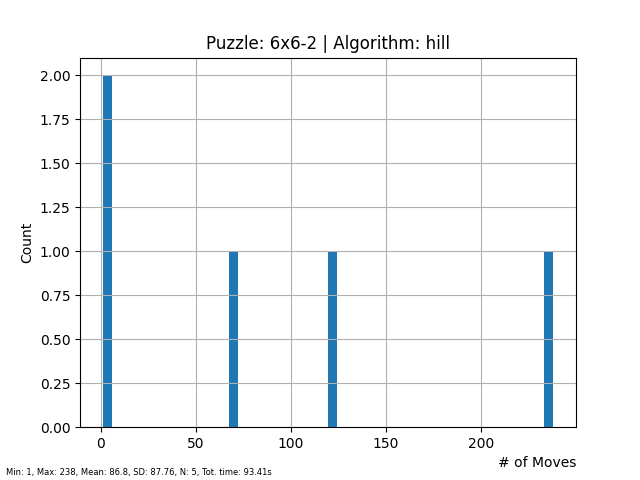 Puzzle: 6x6-2 | Algorithm: hill
2.00
1.75
1.50
1.25
1.00
0.75
0.50
0.25
0.00
Count
0 50 100 150 200
# of Moves
Min: 1, Max: 238, Mean: 86.8, SD: 87.76, N: 5, Tot. time: 93.41s